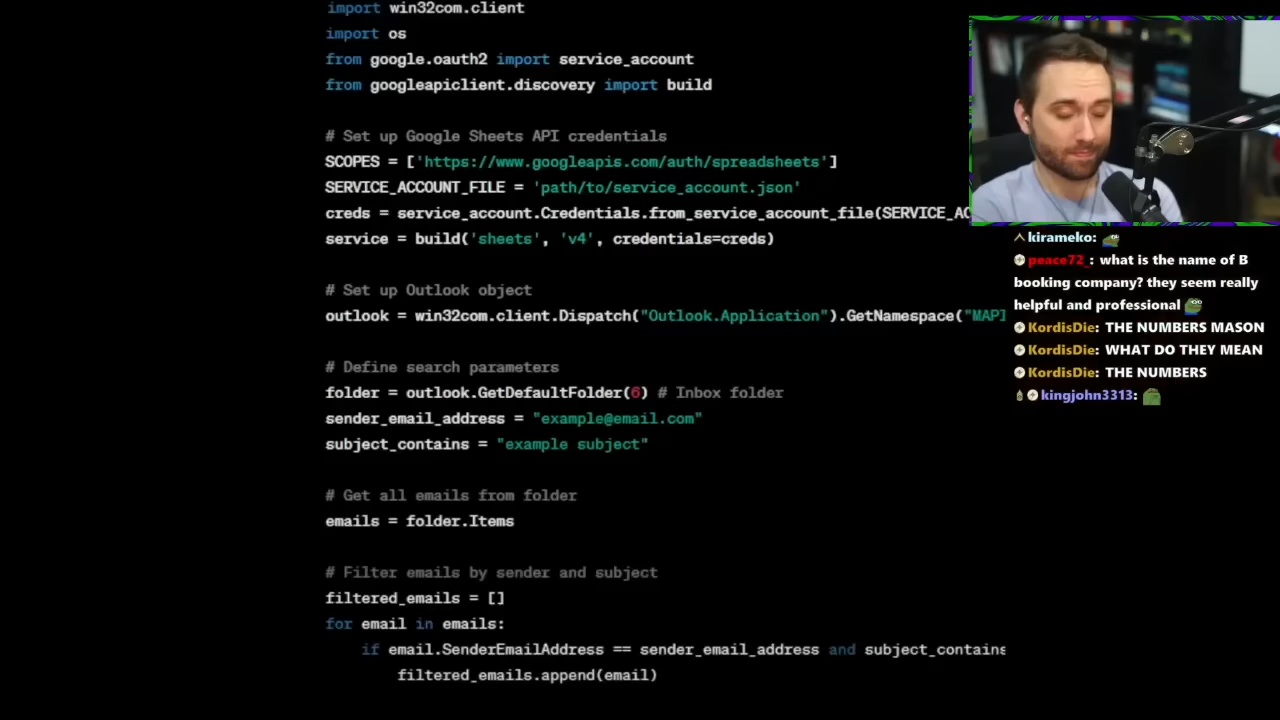 import win32com.client
import os
from google.oauth2 import service_account
from googleapiclient.discovery import build
# Set up Google Sheets API credentials
SCOPES = ['https://www.googleapis.com/auth/spreadsheets']
SERVICE_ACCOUNT_FILE = 'path/to/service_account.json'
creds = service_account.Credentials.from_service_account_file(SERVICE_AC
service = build('sheets', 'v4', credentials=creds)
# Set up Outlook object
outlook = win32com.client.Dispatch("Outlook.Application").GetNamespace("MAPI
# Define search parameters
folder = outlook.GetDefaultFolder(6) # Inbox folder
sender_email_address = "example@email.com"
subject_contains = "example subject"
# Get all emails from folder
emails = folder.Items
# Filter emails by sender and subject
filtered_emails = []
for email in emails:
if email.SenderEmailAddress == sender_email_address and subject_contains
filtered_emails.append(email)
kirameko:
peace72_: what is the name of B
booking company? they seem really
helpful and professional
KordisDie: THE NUMBERS MASON
KordisDie: WHAT DO THEY MEAN
KordisDie: THE NUMBERS
kingjohn3313: